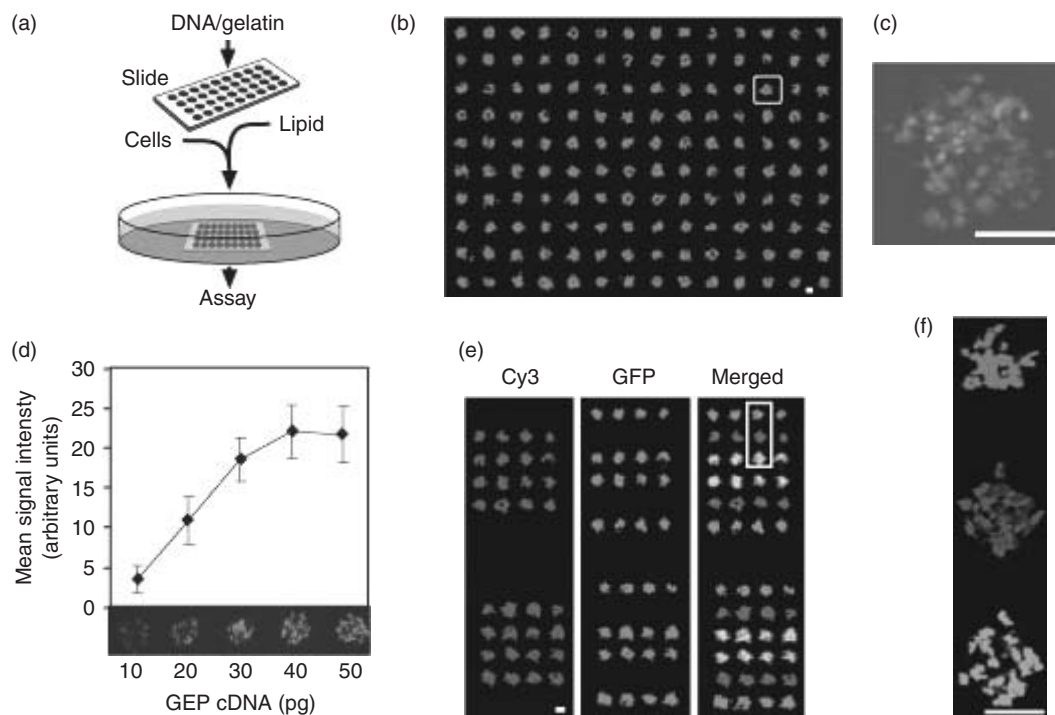 (a)
DNA/gelatin
Slide
Cells
Lipid
Assay
(b)
(c)
(d)
Mean signal intensty
(arbitrary units)
30
25
20
15
10
5
0
10 20 30 40 50
GEP cDNA (pg)
(e)
Cy3 GFP Merged
(f)